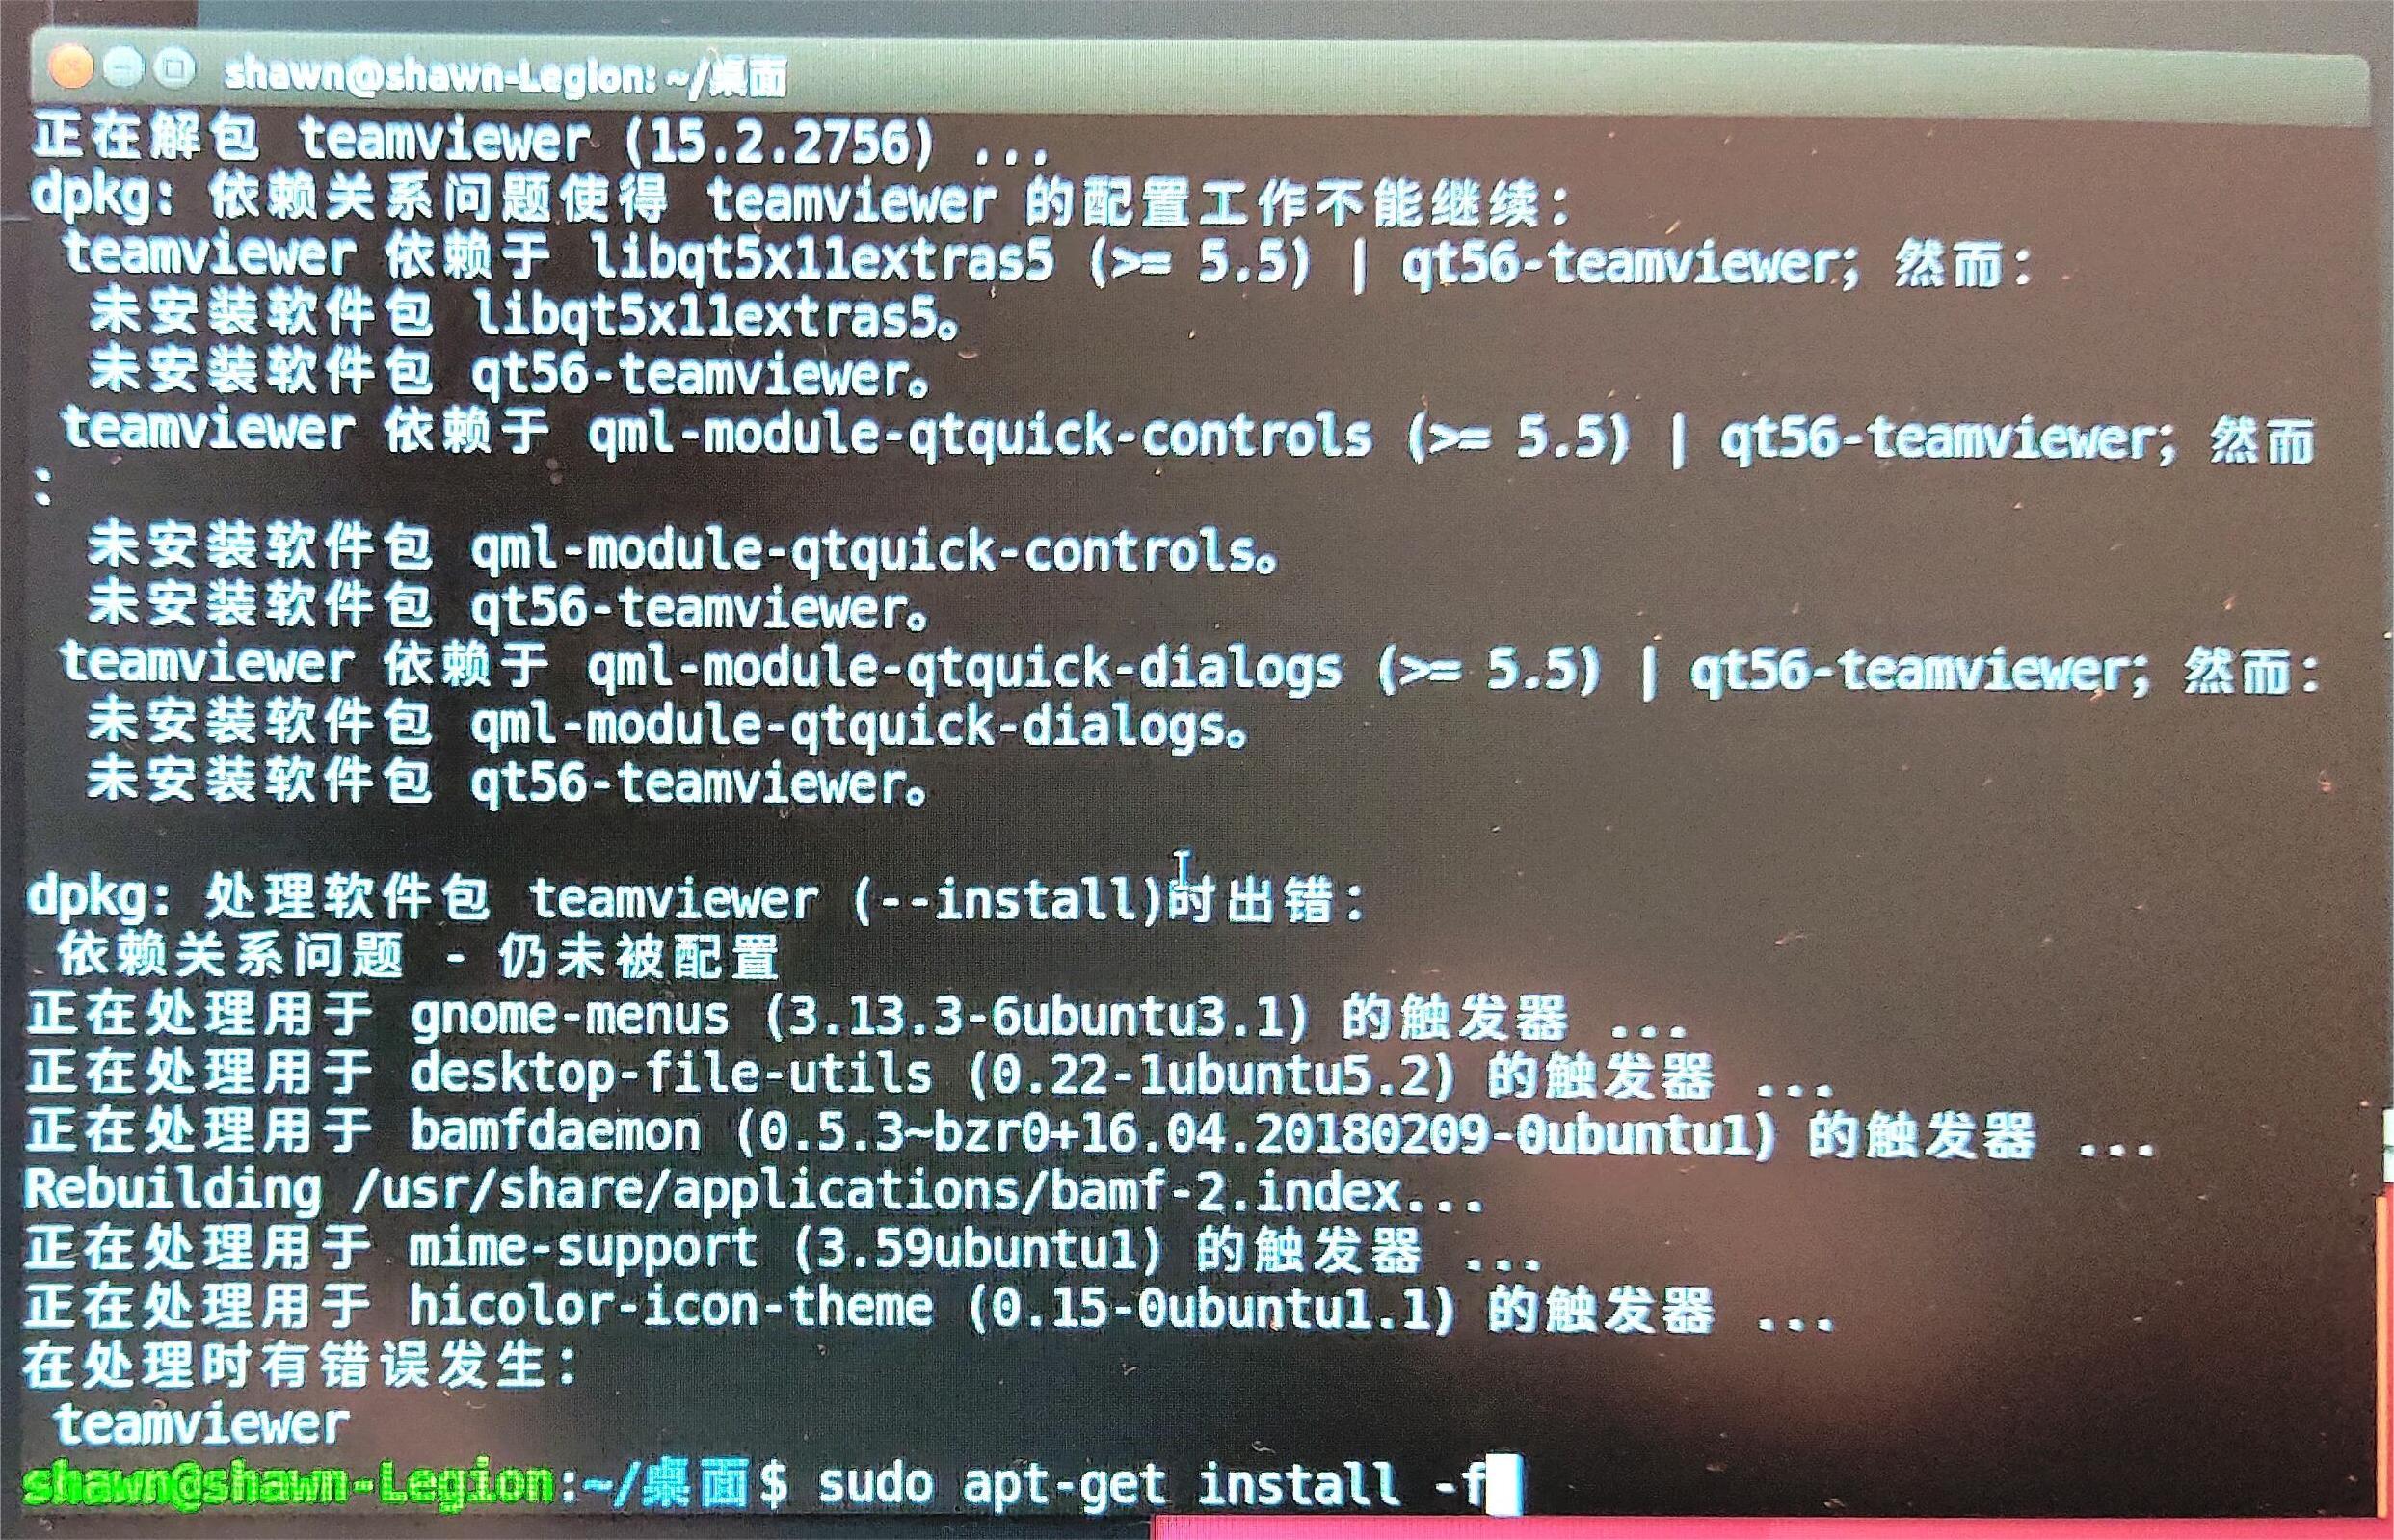 shawn@shawn-Legion: ~/桌面
正在解包 teamviewer (15.2.2756) ...
dpkg: 依赖关系问题使得 teamviewer 的配置工作不能继续：
 teamviewer 依赖于 libqt5x11extras5 (>= 5.5) | qt56-teamviewer；然而：
  未安装软件包 libqt5x11extras5。
  未安装软件包 qt56-teamviewer。
 teamviewer 依赖于 qml-module-qtquick-controls (>= 5.5) | qt56-teamviewer；然而
：
  未安装软件包 qml-module-qtquick-controls。
  未安装软件包 qt56-teamviewer。
 teamviewer 依赖于 qml-module-qtquick-dialogs (>= 5.5) | qt56-teamviewer；然而：
  未安装软件包 qml-module-qtquick-dialogs。
  未安装软件包 qt56-teamviewer。
dpkg: 处理软件包 teamviewer (--install)时出错：
 依赖关系问题 - 仍未被配置
正在处理用于 gnome-menus (3.13.3-6ubuntu3.1) 的触发器 ...
正在处理用于 desktop-file-utils (0.22-1ubuntu5.2) 的触发器 ...
正在处理用于 bamfdaemon (0.5.3~bzr0+16.04.20180209-0ubuntu1) 的触发器 ...
Rebuilding /usr/share/applications/bamf-2.index...
正在处理用于 mime-support (3.59ubuntu1) 的触发器 ...
正在处理用于 hicolor-icon-theme (0.15-0ubuntu1.1) 的触发器 ...
在处理时有错误发生：
 teamviewer
shawn@shawn-Legion:~/桌面$ sudo apt-get install -f